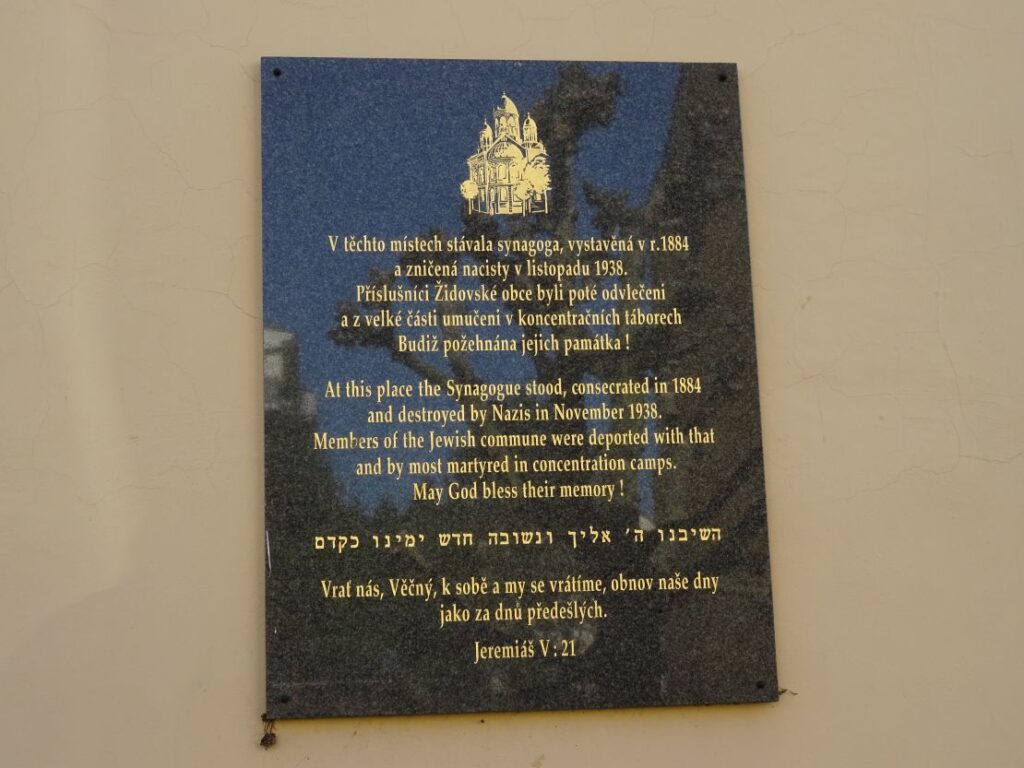 V těchto místech stávala synagoga, vystavěná v r.1884
a zničená nacisty v listopadu 1938.
Příslušníci Židovské obce byli poté odvlečeni
a z velké části umučeni v koncentračních táborech
Budiž požehnána jejich památka !
At this place the Synagogue stood, consecrated in 1884
and destroyed by Nazis in November 1938.
Members of the Jewish commune were deported with that
and by most martyred in concentration camps.
May God bless their memory !
השיבנו ה׳ אליך ונשובה חדש ימינו כקדם
Vrať nás, Věčný, k sobě a my se vrátíme, obnov naše dny
jako za dnů předešlých.
Jeremiáš V : 21